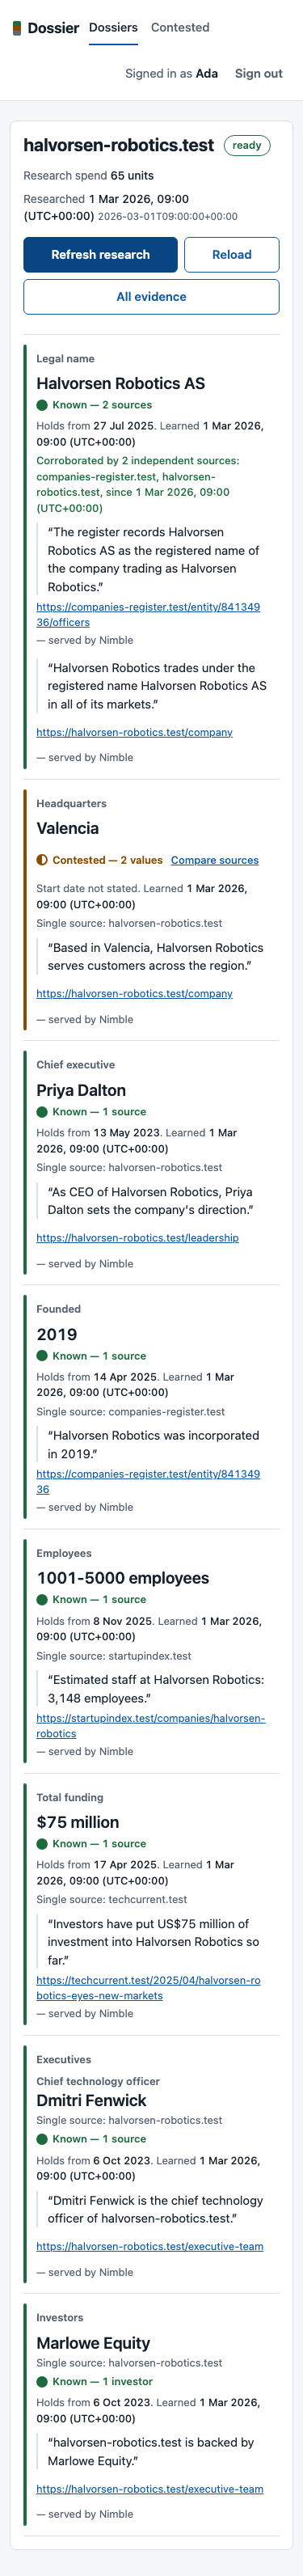 Dossier Dossiers Contested
Signed in as Ada Sign out
halvorsen-robotics.test ready
Research spend 65 units
Researched 1 Mar 2026, 09:00
(UTC+00:00) 2026-03-01T09:00:00+00:00
Refresh research Reload
All evidence
Legal name
Halvorsen Robotics AS
Known — 2 sources
Holds from 27 Jul 2025. Learned 1 Mar 2026,
09:00 (UTC+00:00)
Corroborated by 2 independent sources:
companies-register.test, halvorsen-
robotics.test, since 1 Mar 2026, 09:00
(UTC+00:00)
“The register records Halvorsen
Robotics AS as the registered name of
the company trading as Halvorsen
Robotics.”
https://companies-register.test/entity/841349
36/officers
— served by Nimble
“Halvorsen Robotics trades under the
registered name Halvorsen Robotics AS
in all of its markets.”
https://halvorsen-robotics.test/company
— served by Nimble
Headquarters
Valencia
Contested — 2 values Compare sources
Start date not stated. Learned 1 Mar 2026,
09:00 (UTC+00:00)
Single source: halvorsen-robotics.test
“Based in Valencia, Halvorsen Robotics
serves customers across the region.”
https://halvorsen-robotics.test/company
— served by Nimble
Chief executive
Priya Dalton
Known — 1 source
Holds from 13 May 2023. Learned 1 Mar
2026, 09:00 (UTC+00:00)
Single source: halvorsen-robotics.test
“As CEO of Halvorsen Robotics, Priya
Dalton sets the company's direction.”
https://halvorsen-robotics.test/leadership
— served by Nimble
Founded
2019
Known — 1 source
Holds from 14 Apr 2025. Learned 1 Mar
2026, 09:00 (UTC+00:00)
Single source: companies-register.test
“Halvorsen Robotics was incorporated
in 2019.”
https://companies-register.test/entity/841349
36
— served by Nimble
Employees
1001-5000 employees
Known — 1 source
Holds from 8 Nov 2025. Learned 1 Mar 2026,
09:00 (UTC+00:00)
Single source: startupindex.test
“Estimated staff at Halvorsen Robotics:
3,148 employees.”
https://startupindex.test/companies/halvorsen-
robotics
— served by Nimble
Total funding
$75 million
Known — 1 source
Holds from 17 Apr 2025. Learned 1 Mar
2026, 09:00 (UTC+00:00)
Single source: techcurrent.test
“Investors have put US$75 million of
investment into Halvorsen Robotics so
far.”
https://techcurrent.test/2025/04/halvorsen-ro
botics-eyes-new-markets
— served by Nimble
Executives
Chief technology officer
Dmitri Fenwick
Single source: halvorsen-robotics.test
Known — 1 source
Holds from 6 Oct 2023. Learned 1 Mar 2026,
09:00 (UTC+00:00)
“Dmitri Fenwick is the chief technology
officer of halvorsen-robotics.test.”
https://halvorsen-robotics.test/executive-team
— served by Nimble
Investors
Marlowe Equity
Single source: halvorsen-robotics.test
Known — 1 investor
Holds from 6 Oct 2023. Learned 1 Mar 2026,
09:00 (UTC+00:00)
“halvorsen-robotics.test is backed by
Marlowe Equity.”
https://halvorsen-robotics.test/executive-team
— served by Nimble